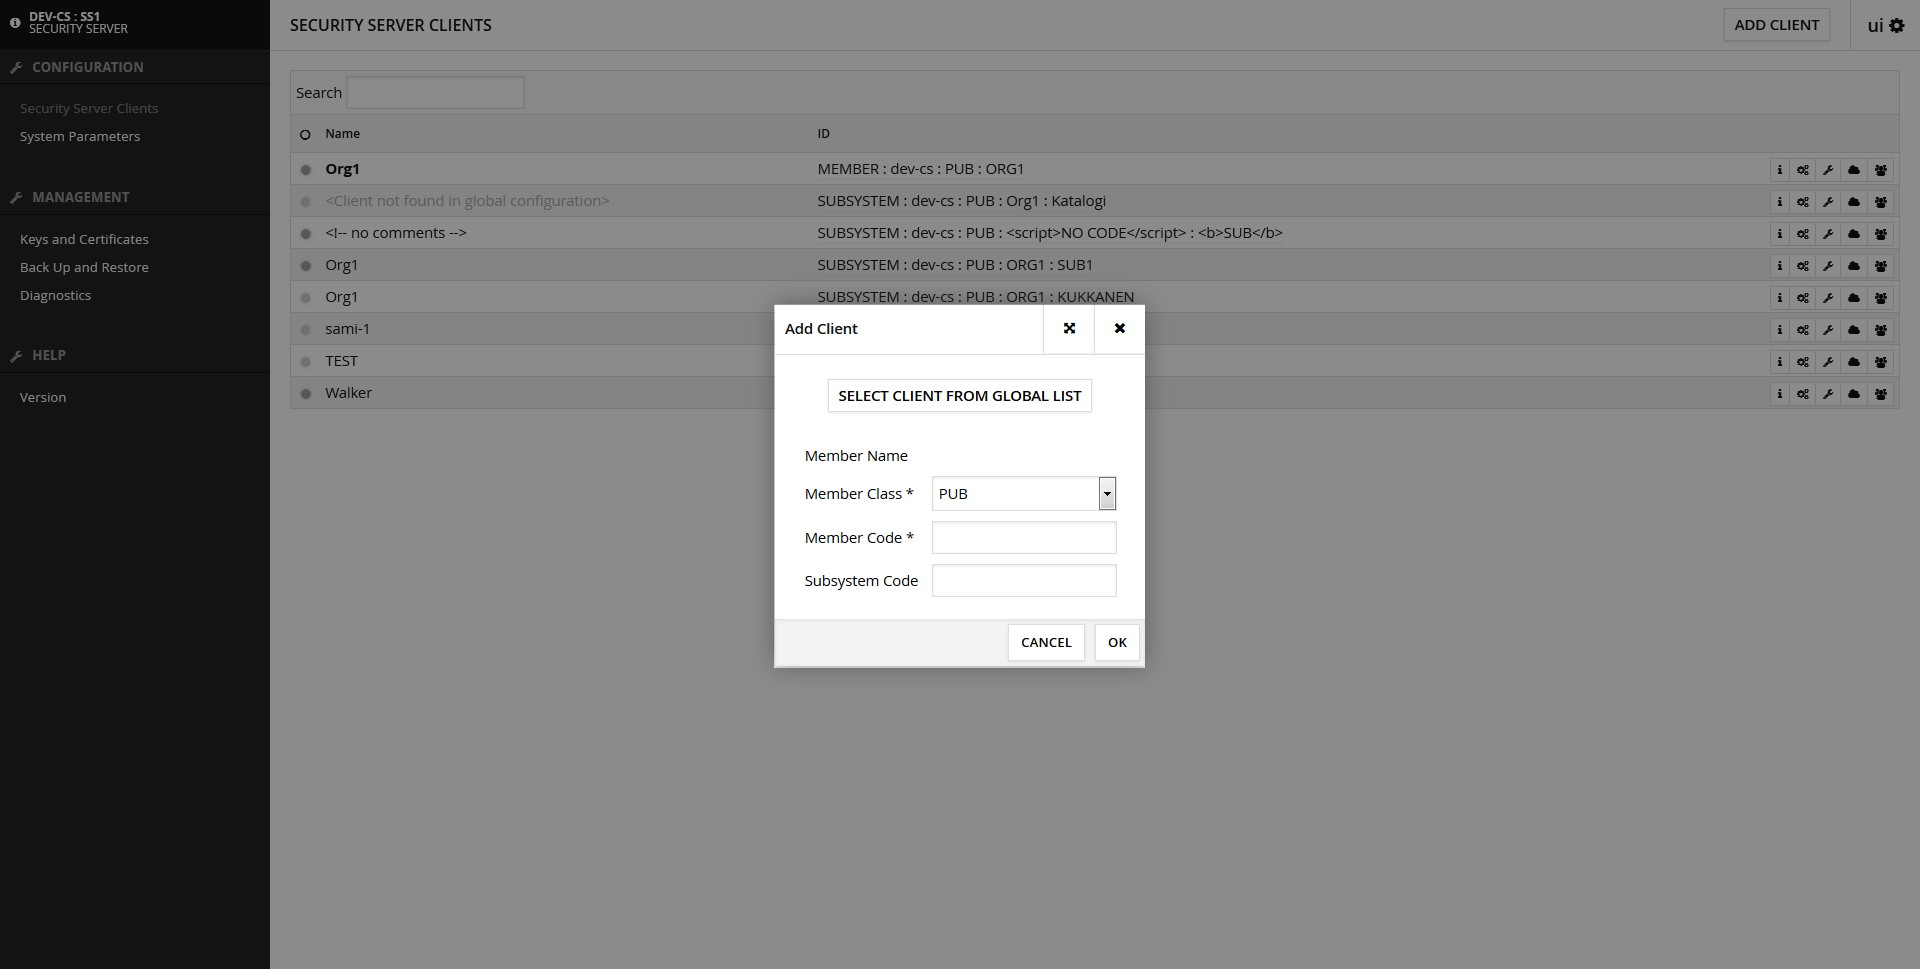 DEV-CS : SS1
SECURITY SERVER
CONFIGURATION
Security Server Clients
System Parameters
MANAGEMENT
Keys and Certificates
Back Up and Restore
Diagnostics
HELP
Version
SECURITY SERVER CLIENTS
ADD CLIENT
ui
Search
Name ID
Org1 MEMBER : dev-cs : PUB : ORG1
<Client not found in global configuration> SUBSYSTEM : dev-cs : PUB : Org1 : Katalogi
<!-- no comments --> SUBSYSTEM : dev-cs : PUB : <script>NO CODE</script> : <b>SUB</b>
Org1 SUBSYSTEM : dev-cs : PUB : ORG1 : SUB1
Org1 SUBSYSTEM : dev-cs : PUB : ORG1 : KUKKANEN
sami-1
TEST
Walker
Add Client
SELECT CLIENT FROM GLOBAL LIST
Member Name
Member Class * PUB
Member Code *
Subsystem Code
CANCEL OK